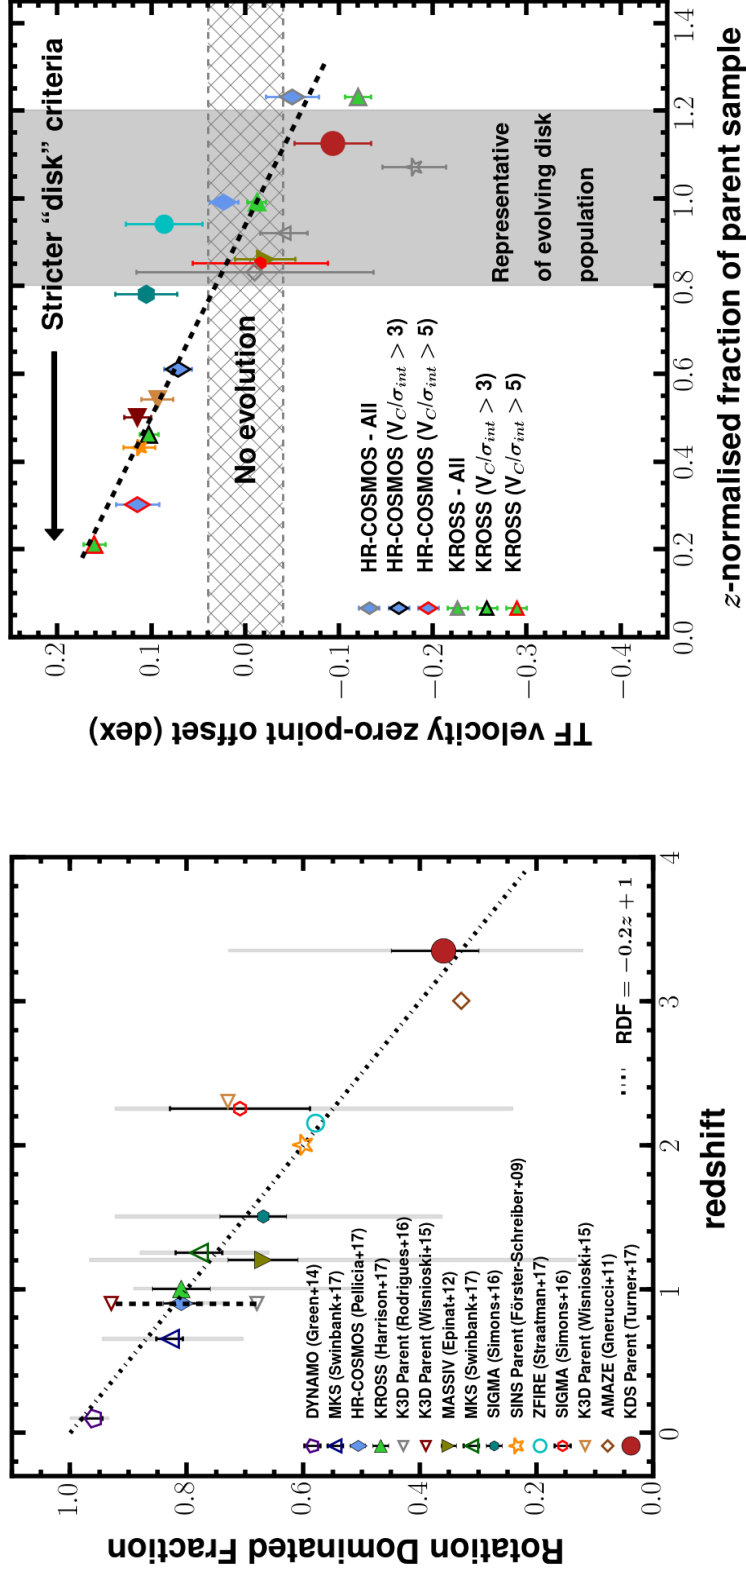 Rotation Dominated Fraction
1.0
0.8
0.6
0.4
0.2
0.0
0
1
2
3
4
redshift
DYNAMO (Green+14)
MKS (Swinbank+17)
HR-COSMOS (Pellicia+17)
KROSS (Harrison+17)
K3D Parent (Rodrigues+16)
K3D Parent (Wisnioski+15)
MASSIV (Epinat+12)
MKS (Swinbank+17)
SIGMA (Simons+16)
SINS Parent (Förster-Schreiber+09)
ZFIRE (Straatman+17)
SIGMA (Simons+16)
K3D Parent (Wisnioski+15)
AMAZE (Gnerucci+11)
KDS Parent (Turner+17)
RDF = −0.2z + 1
TF velocity zero-point offset (dex)
0.2
0.1
0.0
−0.1
−0.2
−0.3
−0.4
0.0
0.2
0.4
0.6
0.8
1.0
1.2
1.4
z-normalised fraction of parent sample
Stricter “disk” criteria
No evolution
Representative
of evolving disk
population
HR-COSMOS - All
HR-COSMOS (V_C/σ_int > 3)
HR-COSMOS (V_C/σ_int > 5)
KROSS - All
KROSS (V_C/σ_int > 3)
KROSS (V_C/σ_int > 5)